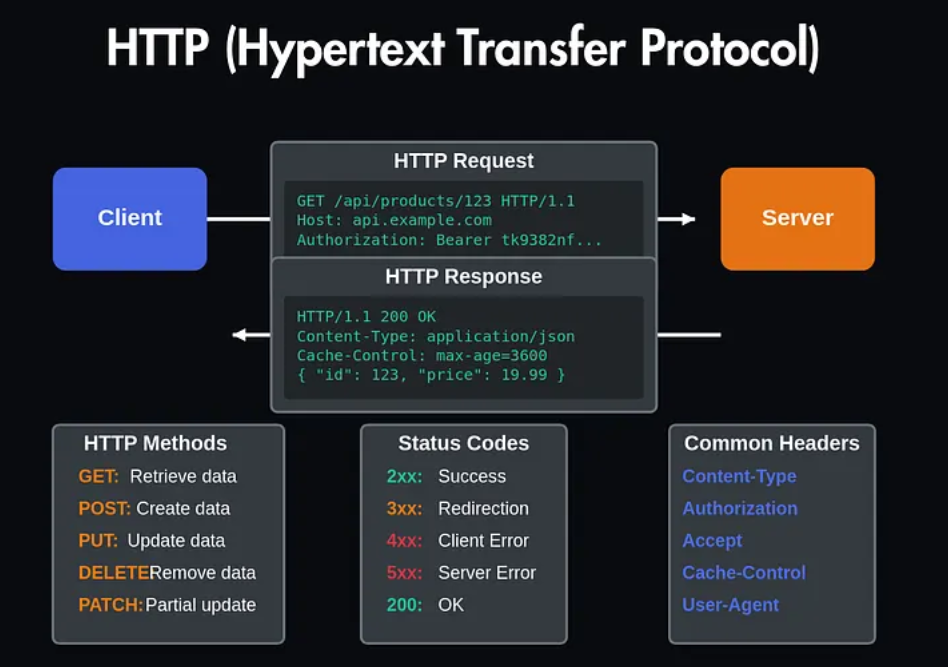 HTTP (Hypertext Transfer Protocol)
Client
HTTP Request
GET /api/products/123 HTTP/1.1
Host: api.example.com
Authorization: Bearer tk9382nf...
Server
HTTP Response
HTTP/1.1 200 OK
Content-Type: application/json
Cache-Control: max-age=3600
{ "id": 123, "price": 19.99 }
HTTP Methods
GET: Retrieve data
POST: Create data
PUT: Update data
DELETE Remove data
PATCH: Partial update
Status Codes
2xx: Success
3xx: Redirection
4xx: Client Error
5xx: Server Error
200: OK
Common Headers
Content-Type
Authorization
Accept
Cache-Control
User-Agent